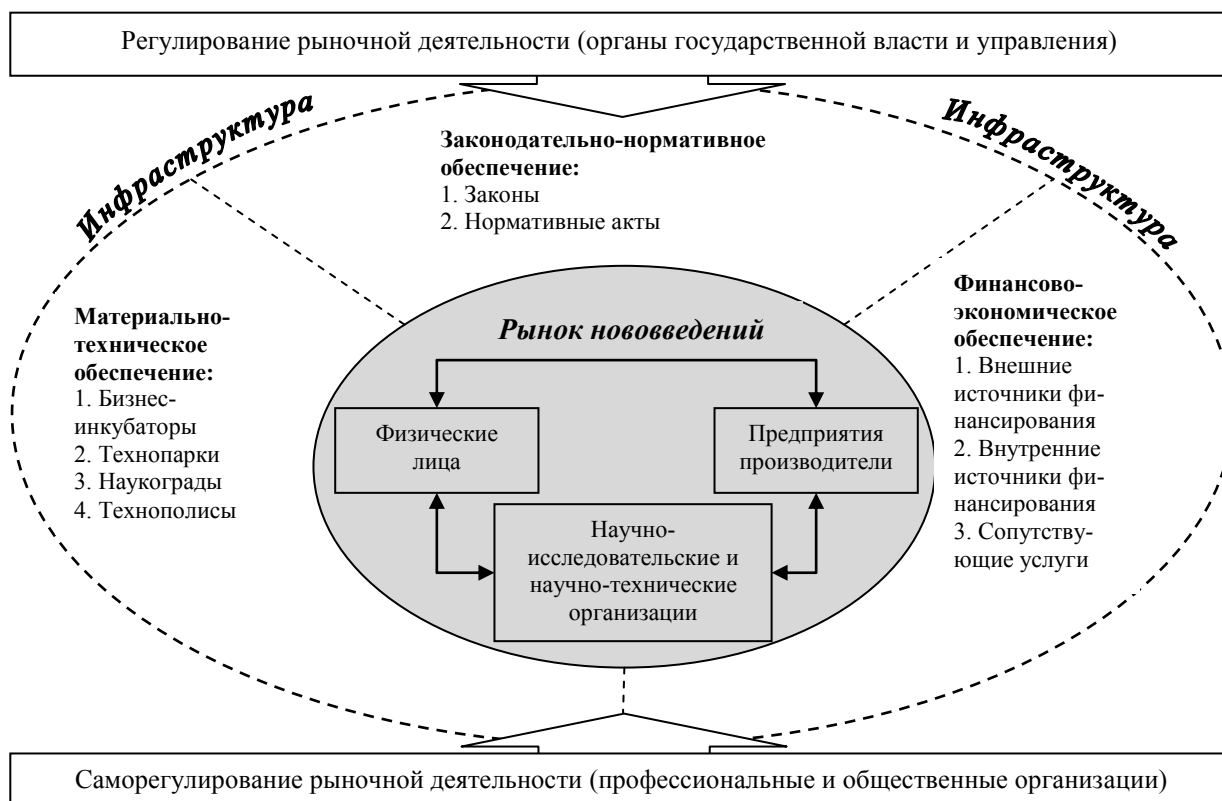 Регулирование рыночной деятельности (органы государственной власти и управления)
Инфраструктура
Инфраструктура
Законодательно-нормативное
обеспечение:
1. Законы
2. Нормативные акты
Материально-
техническое
обеспечение:
1. Бизнес-
инкубаторы
2. Технопарки
3. Наукограды
4. Технополисы
Рынок нововведений
Физические
лица
Предприятия
производители
Научно-
исследовательские и
научно-технические
организации
Финансово-
экономическое
обеспечение:
1. Внешние
источники фи-
нансирования
2. Внутренние
источники фи-
нансирования
3. Сопутству-
ющие услуги
Саморегулирование рыночной деятельности (профессиональные и общественные организации)